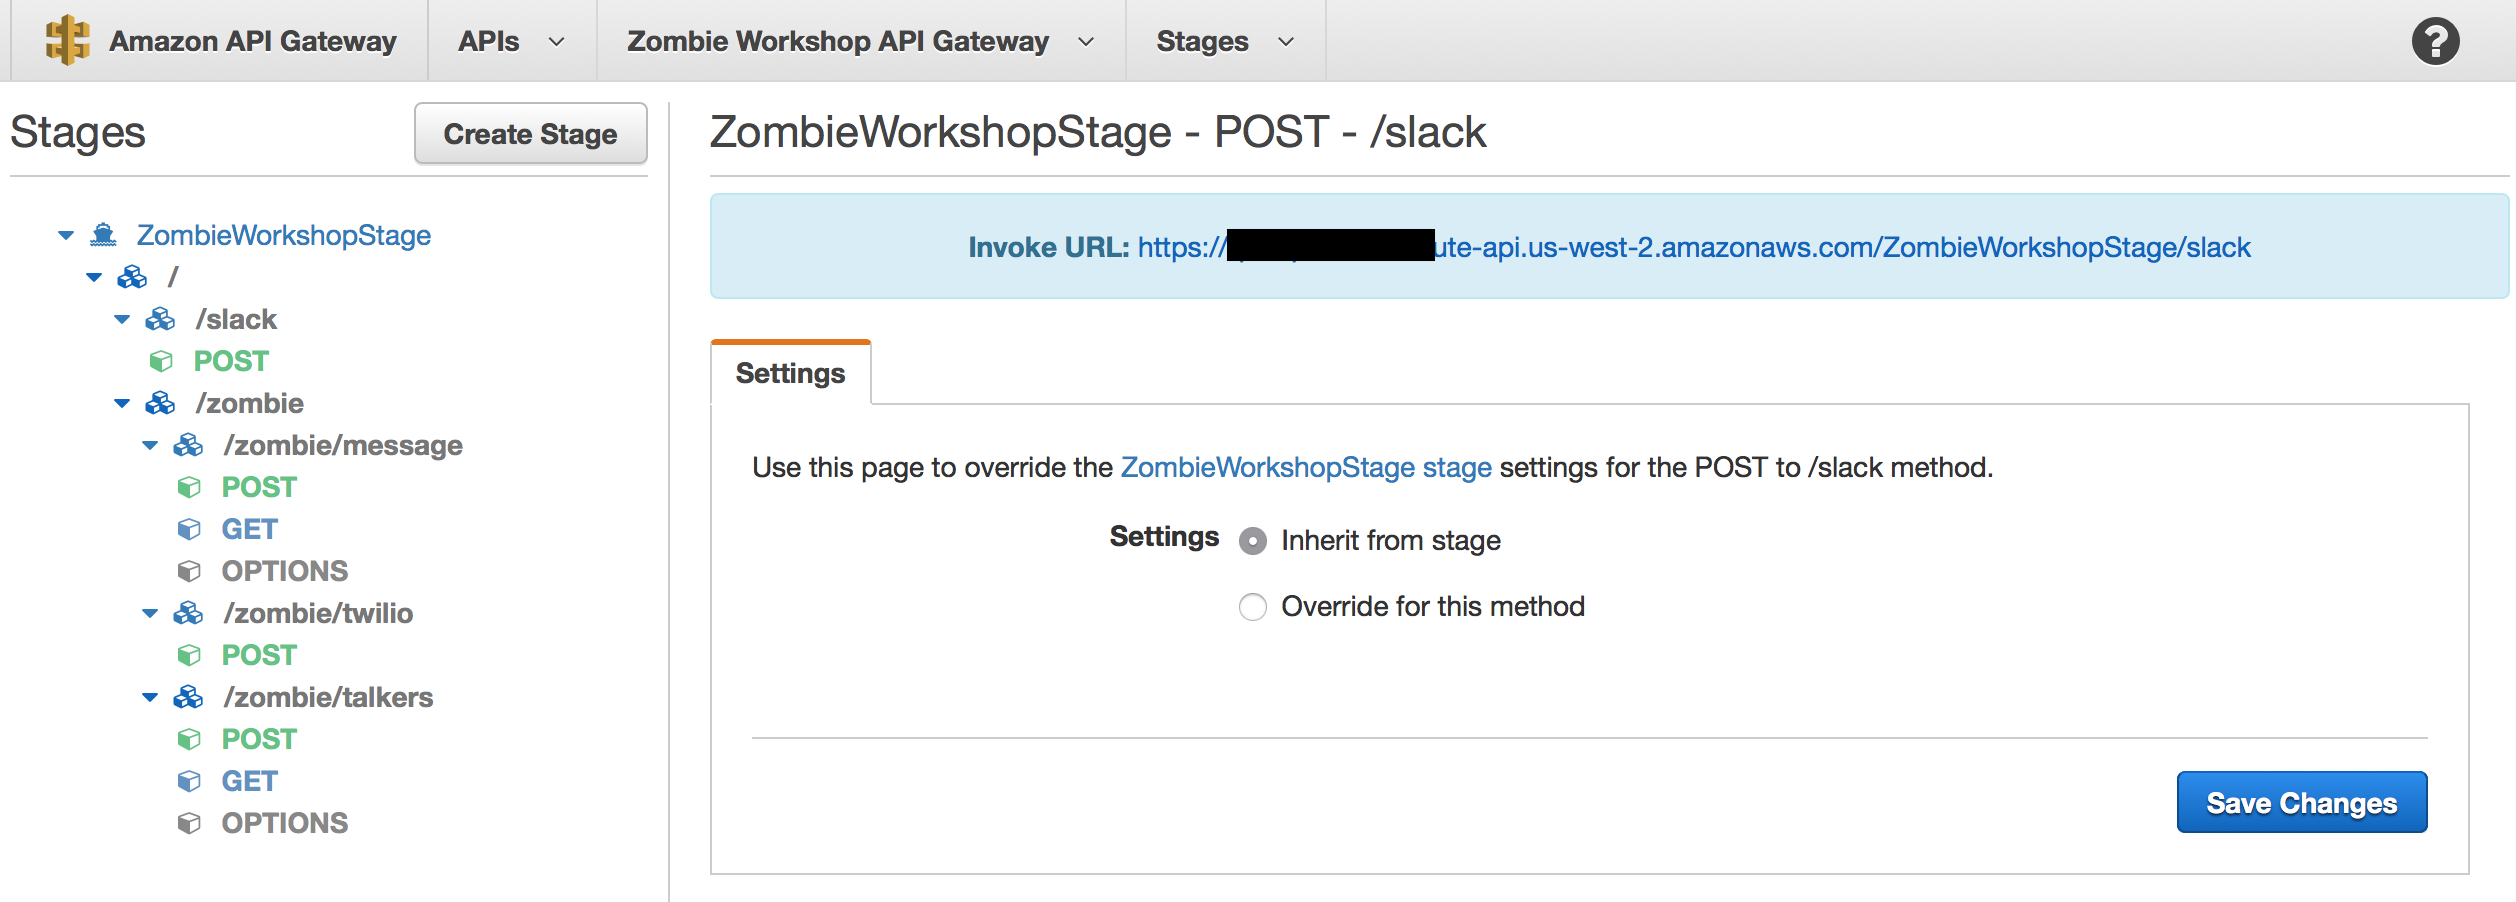 Amazon API Gateway APIs Zombie Workshop API Gateway Stages ?
Stages Create Stage
ZombieWorkshopStage
/
/slack
POST
/zombie
/zombie/message
POST
GET
OPTIONS
/zombie/twilio
POST
/zombie/talkers
POST
GET
OPTIONS
ZombieWorkshopStage - POST - /slack
Invoke URL: https:// ute-api.us-west-2.amazonaws.com/ZombieWorkshopStage/slack
Settings
Use this page to override the ZombieWorkshopStage stage settings for the POST to /slack method.
Settings Inherit from stage
Override for this method
Save Changes